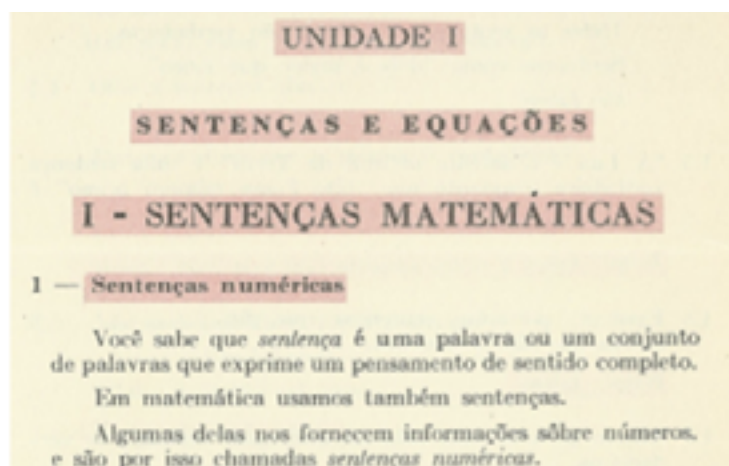 UNIDADE I
SENTENÇAS E EQUAÇÕES
I - SENTENÇAS MATEMÁTICAS
1 — Sentenças numéricas
Você sabe que sentença é uma palavra ou um conjunto
de palavras que exprime um pensamento de sentido completo.
Em matemática usamos também sentenças.
Algumas delas nos fornecem informações sôbre números,
e são por isso chamadas sentenças numéricas.